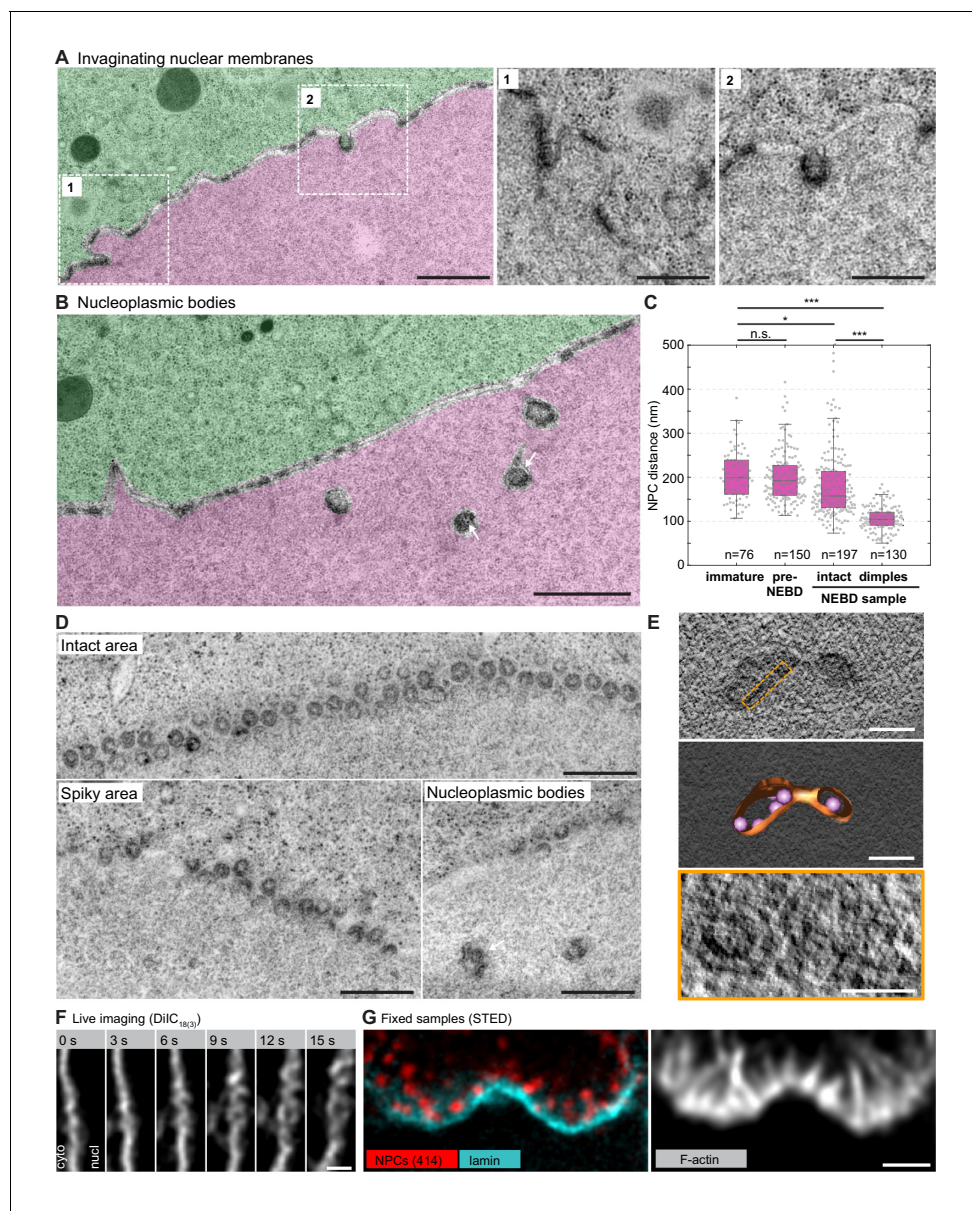 A Invaginating nuclear membranes
1
2
1
2
B Nucleoplasmic bodies
C
***
*
n.s.
***
NPC distance (nm)
500
400
300
200
100
0
n=76
n=150
n=197
n=130
immature
pre-
NEBD
intact
dimples
NEBD sample
D
Intact area
Spiky area
Nucleoplasmic bodies
E
F Live imaging (DiIC18(3))
0 s
3 s
6 s
9 s
12 s
15 s
cyto
nucl
G Fixed samples (STED)
NPCs (414)
lamin
F-actin